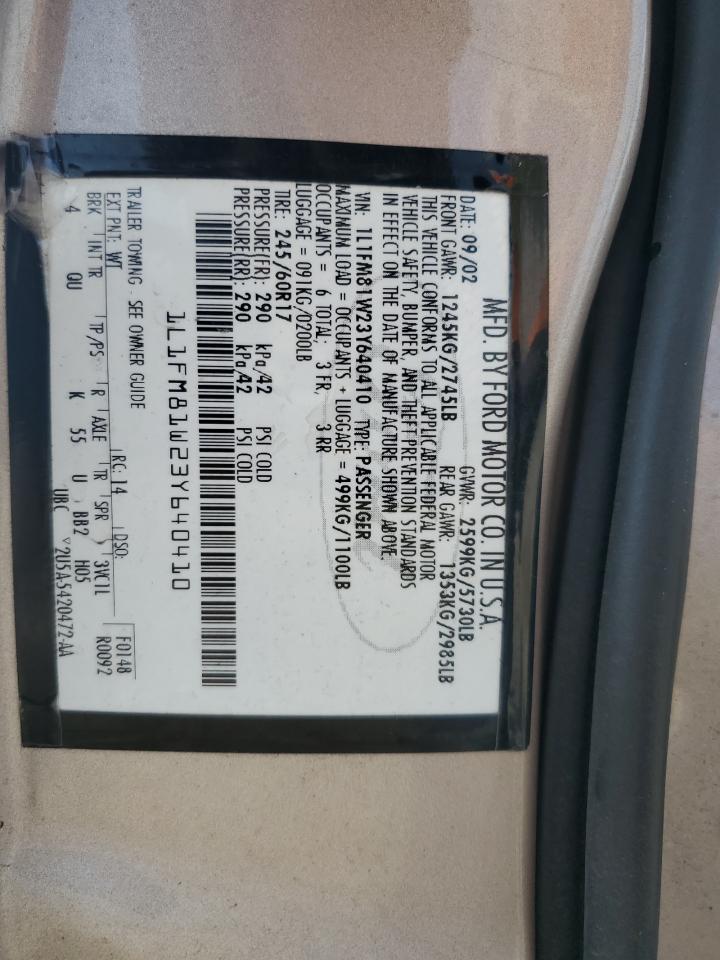 MFD. BY FORD MOTOR CO. IN U.S.A.
DATE: 09/02 GVWR: 2599KG/5730LB
FRONT GAWR: 1245KG/2745LB REAR GAWR: 1353KG/2985LB
THIS VEHICLE CONFORMS TO ALL APPLICABLE FEDERAL MOTOR
VEHICLE SAFETY, BUMPER, AND THEFT PREVENTION STANDARDS
IN EFFECT ON THE DATE OF MANUFACTURE SHOWN ABOVE.
VIN: 1L1FM81W23Y640410 TYPE: PASSENGER
MAXIMUM LOAD = OCCUPANTS + LUGGAGE = 499KG/1100LB
OCCUPANTS = 6 TOTAL; 3 FR, 3 RR
LUGGAGE = 091KG/0200LB
TIRE: 245/60R17
PRESSURE(FR): 290 kPa/42 PSI COLD
PRESSURE(RR): 290 kPa/42 PSI COLD
1L1FM81W23Y640410
TRAILER TOWING - SEE OWNER GUIDE
EXT PNT: WT RC: 14 DSO: F0148
BRK INT TR TP/PS R AXLE TR SPR 3VC1L R0092
4 QU K 55 U BB2 H05
UBC ▽2U5A-5420472-AA